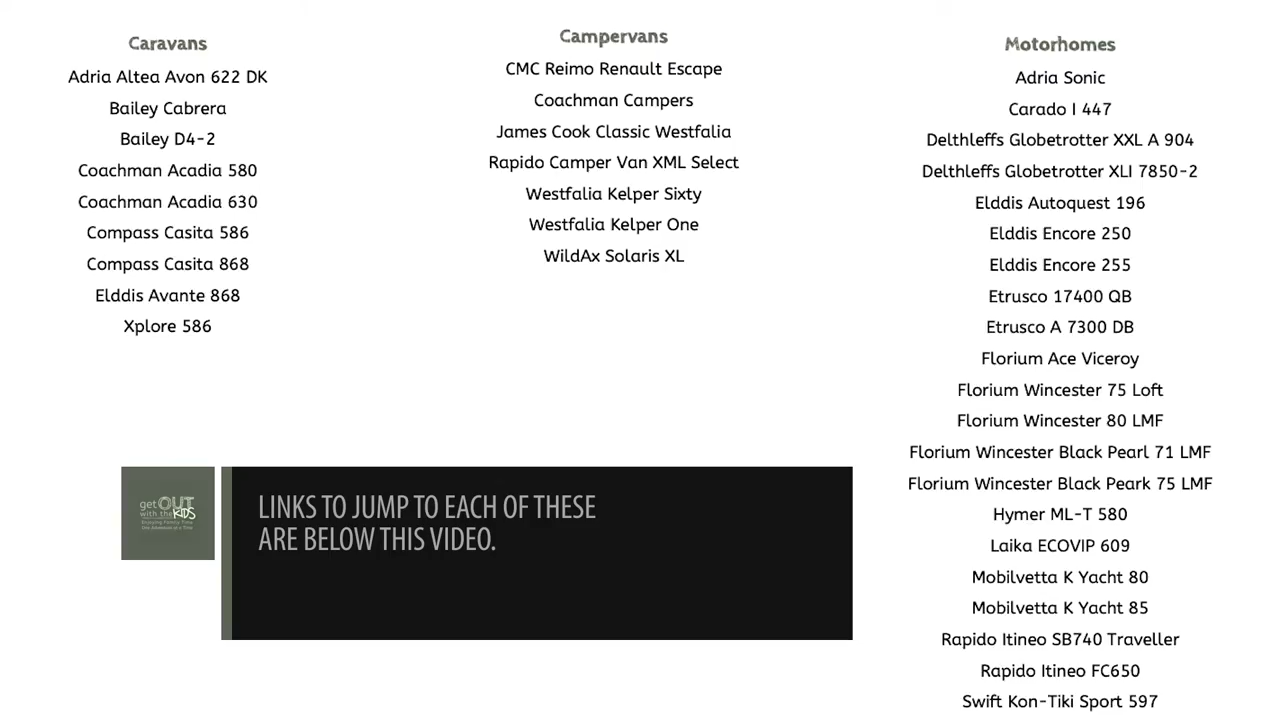 Caravans
Adria Altea Avon 622 DK
Bailey Cabrera
Bailey D4-2
Coachman Acadia 580
Coachman Acadia 630
Compass Casita 586
Compass Casita 868
Elddis Avante 868
Xplore 586
Campervans
CMC Reimo Renault Escape
Coachman Campers
James Cook Classic Westfalia
Rapido Camper Van XML Select
Westfalia Kelper Sixty
Westfalia Kelper One
WildAx Solaris XL
Motorhomes
Adria Sonic
Carado I 447
Delthleffs Globetrotter XXL A 904
Delthleffs Globetrotter XLI 7850-2
Elddis Autoquest 196
Elddis Encore 250
Elddis Encore 255
Etrusco 17400 QB
Etrusco A 7300 DB
Florium Ace Viceroy
Florium Wincester 75 Loft
Florium Wincester 80 LMF
Florium Wincester Black Pearl 71 LMF
Florium Wincester Black Peark 75 LMF
Hymer ML-T 580
Laika ECOVIP 609
Mobilvetta K Yacht 80
Mobilvetta K Yacht 85
Rapido Itineo SB740 Traveller
Rapido Itineo FC650
Swift Kon-Tiki Sport 597
get OUT
with the KIDS
Enjoying Family Time
One Adventure at a Time
LINKS TO JUMP TO EACH OF THESE
ARE BELOW THIS VIDEO.